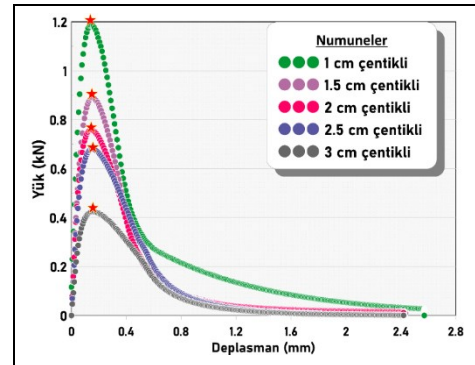 Numuneler
1 cm çentikli
1.5 cm çentikli
2 cm çentikli
2.5 cm çentikli
3 cm çentikli
Yük (kN)
1.2
1
0.8
0.6
0.4
0.2
0
0 0.4 0.8 1.2 1.6 2 2.4 2.8
Deplasman (mm)